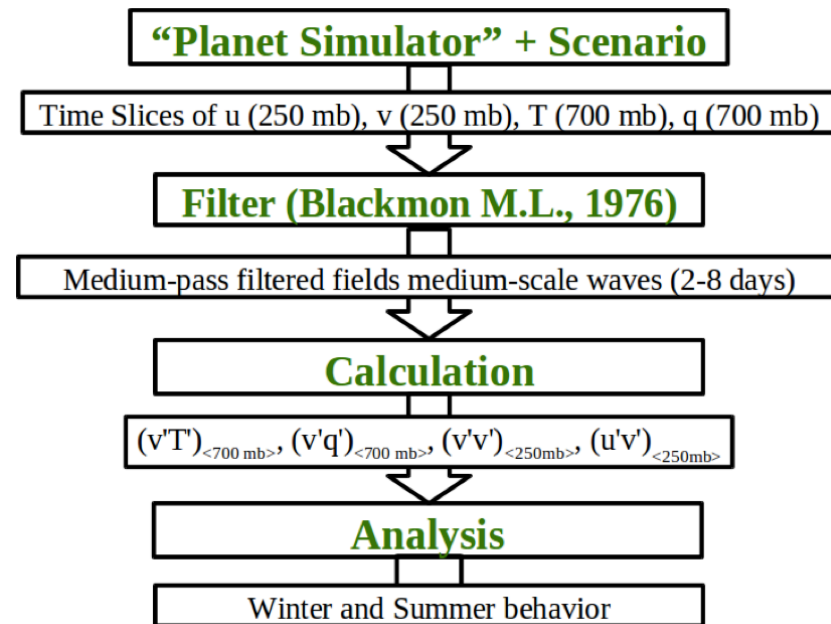 “Planet Simulator” + Scenario
Time Slices of u (250 mb), v (250 mb), T (700 mb), q (700 mb)
Filter (Blackmon M.L., 1976)
Medium-pass filtered fields medium-scale waves (2-8 days)
Calculation
(v'T')<700 mb>, (v'q')<700 mb>, (v'v')<250mb>, (u'v')<250mb>
Analysis
Winter and Summer behavior